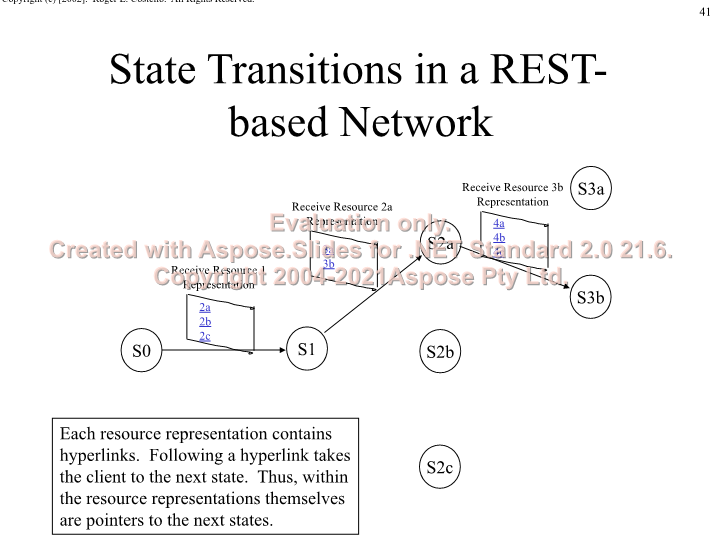 Copyright (c) [2002]. Roger L. Costello. All Rights Reserved.
41
State Transitions in a REST-
based Network
Receive Resource 3b
Representation
S3a
Receive Resource 2a
Representation
4a
4b
Evaluation only.
S2a
Created with Aspose.Slides for .NET Standard 2.0 21.6.
3b
Copyright 2004-2021Aspose Pty Ltd.
Receive Resource 1
Representation
S3b
2a
2b
2c
S0
S1
S2b
Each resource representation contains
hyperlinks. Following a hyperlink takes
the client to the next state. Thus, within
the resource representations themselves
are pointers to the next states.
S2c